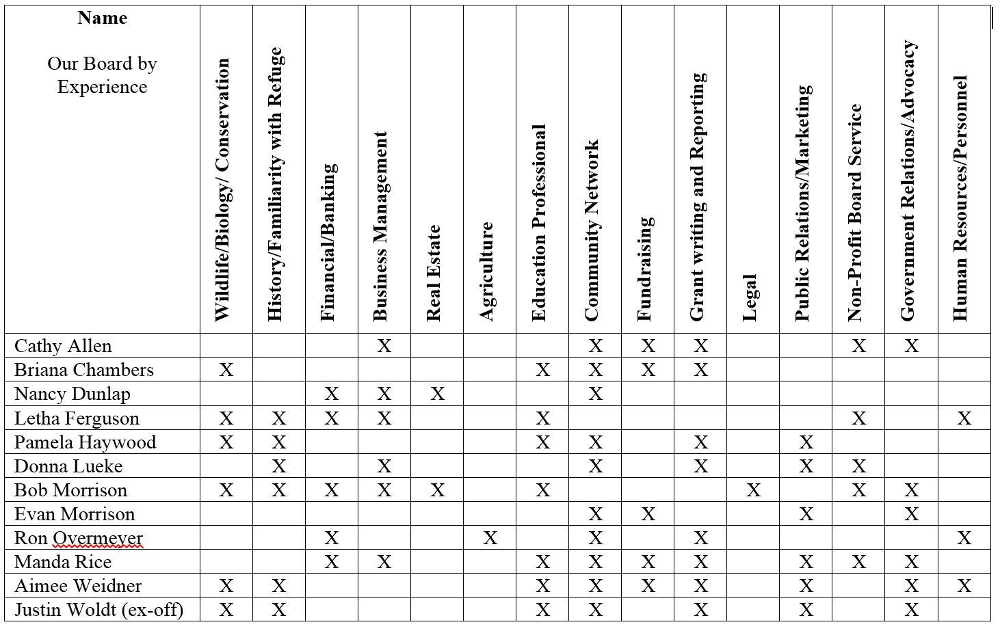 Name
Our Board by
Experience
Wildlife/Biology/ Conservation
History/Familiarity with Refuge
Financial/Banking
Business Management
Real Estate
Agriculture
Education Professional
Community Network
Fundraising
Grant writing and Reporting
Legal
Public Relations/Marketing
Non-Profit Board Service
Government Relations/Advocacy
Human Resources/Personnel
Cathy Allen X X X X X X
Briana Chambers X X X X X
Nancy Dunlap X X X X
Letha Ferguson X X X X X X X
Pamela Haywood X X X X X X
Donna Lueke X X X X X X
Bob Morrison X X X X X X X X X
Evan Morrison X X X X
Ron Overmeyer X X X X X
Manda Rice X X X X X X X X X
Aimee Weidner X X X X X X X X X
Justin Woldt (ex-off) X X X X X X X